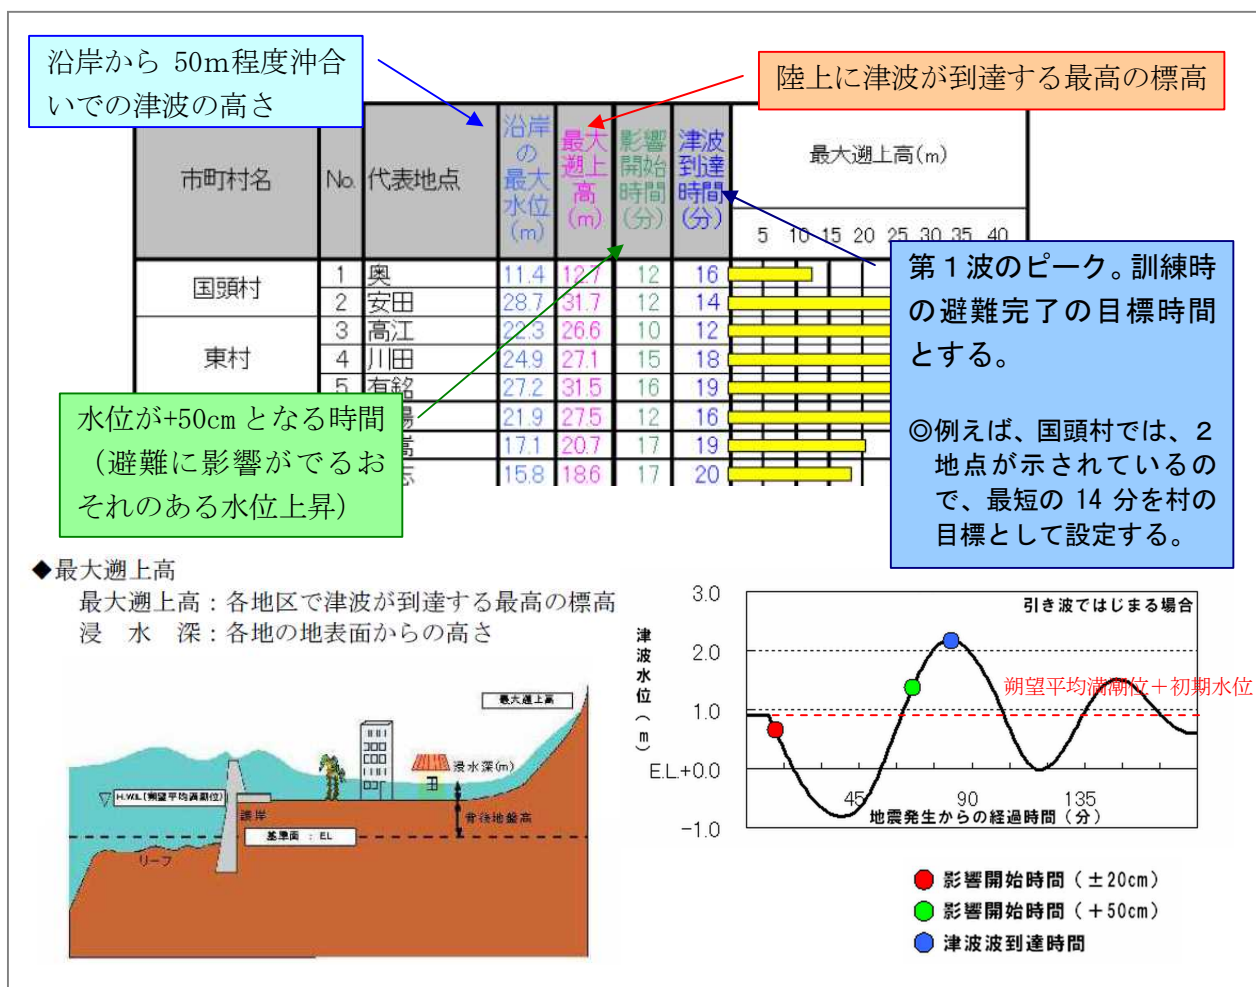 沿岸から 50m程度沖合
いでの津波の高さ
陸上に津波が到達する最高の標高
市町村名
No.
代表地点
沿岸
の
最大
水位
(m)
最大
遡上
高
(m)
影響
開始
時間
(分)
津波
到達
時間
(分)
最大遡上高(m)
5 10 15 20 25 30 35 40
国頭村
1 奥 11.4 12.7 12 16
2 安田 28.7 31.7 12 14
東村
3 高江 22.3 26.6 10 12
4 川田 24.9 27.1 15 18
5 有銘 27.2 31.5 16 19
21.9 27.5 12 16
17.1 20.7 17 19
15.8 18.6 17 20
水位が+50cm となる時間
（避難に影響がでるお
それのある水位上昇）
第１波のピーク。訓練時
の避難完了の目標時間
とする。
◎例えば、国頭村では、２
地点が示されているの
で、最短の 14 分を村の
目標として設定する。
◆最大遡上高
最大遡上高：各地区で津波が到達する最高の標高
浸 水 深：各地の地表面からの高さ
最大遡上高
浸水深(m)
H.W.L(朔望平均満潮位)
護岸
背後地盤高
基準面 : EL
リーフ
引き波ではじまる場合
津波水位（m）
3.0
2.0
1.0
E.L+0.0
-1.0
朔望平均満潮位＋初期水位
45 90 135
地震発生からの経過時間（分）
影響開始時間（±20cm）
影響開始時間（+50cm）
津波波到達時間